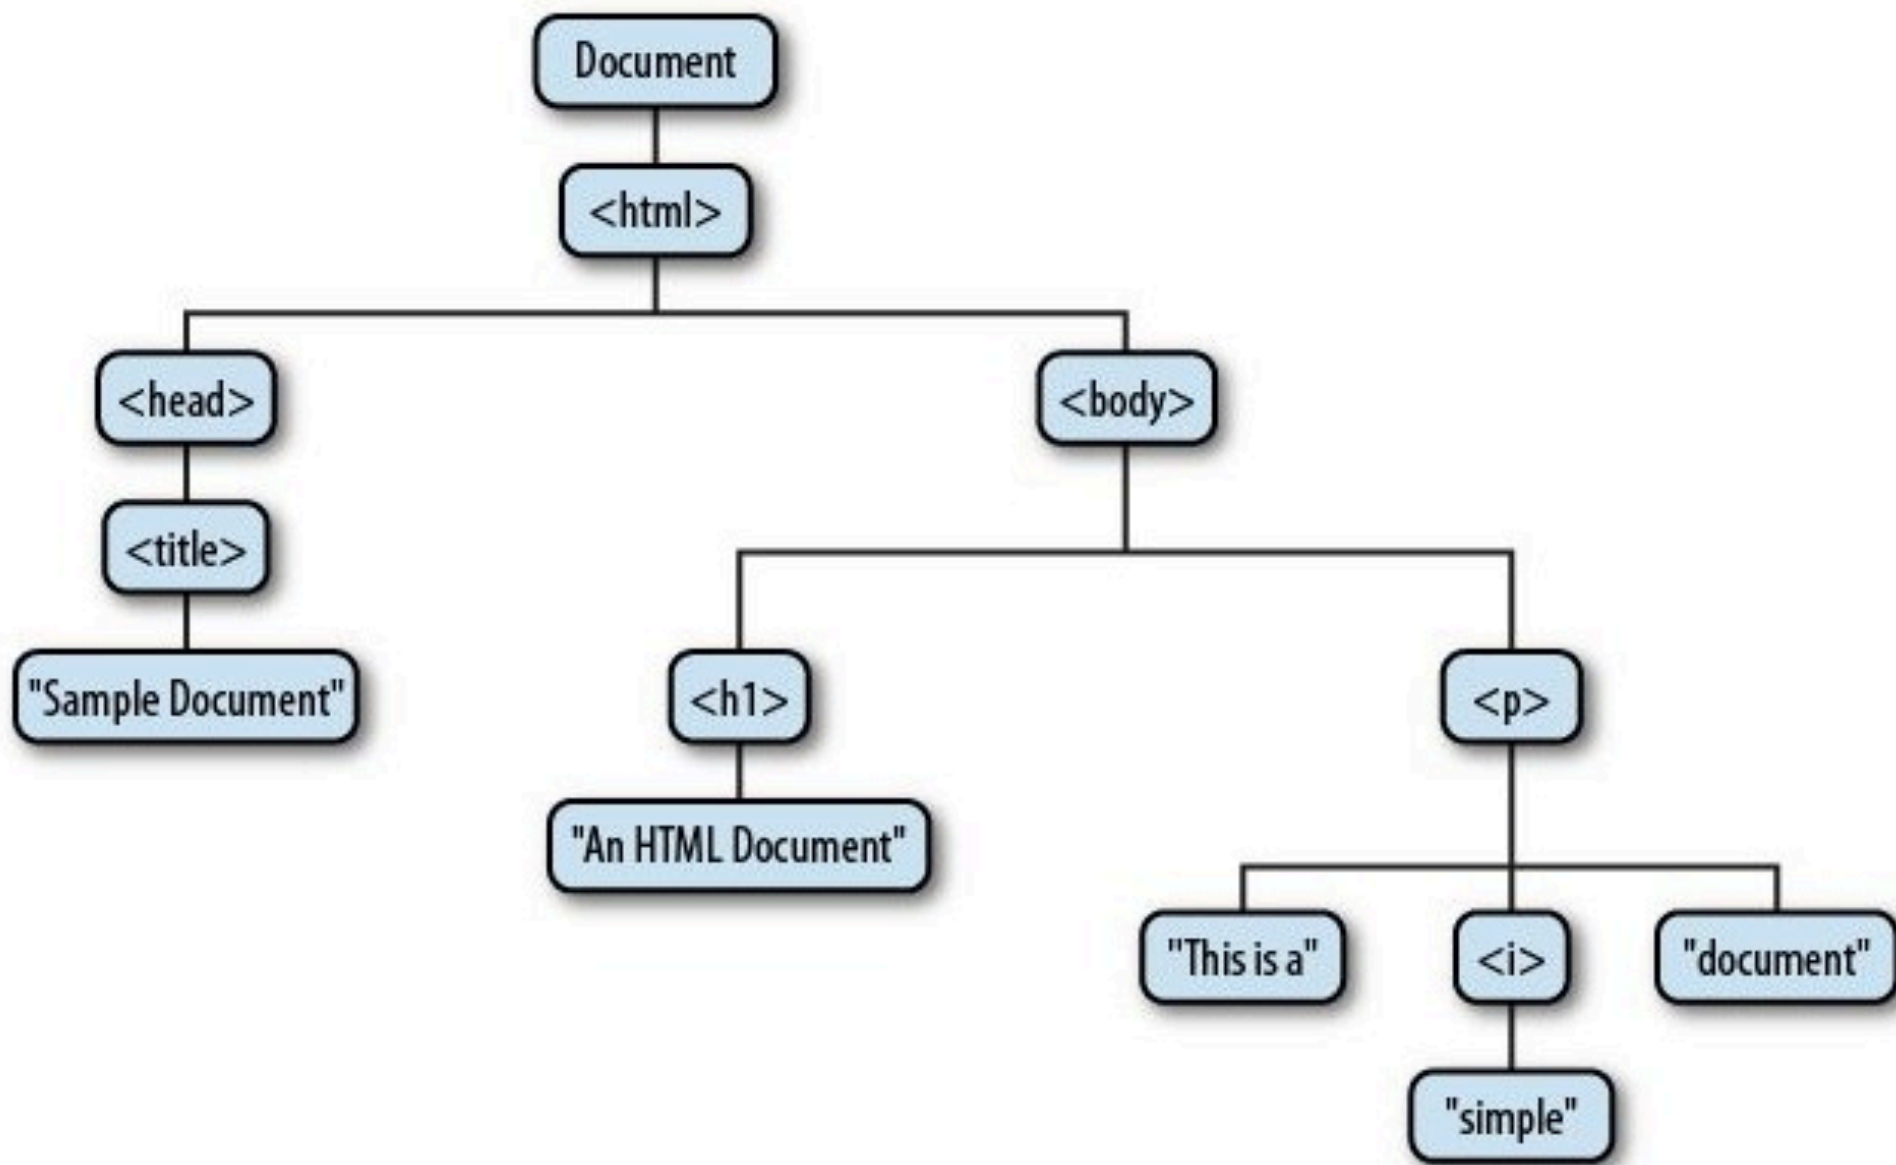 Document
<html>
<head>
<body>
<title>
"Sample Document"
<h1>
<p>
"An HTML Document"
"This is a"
<i>
"document"
"simple"